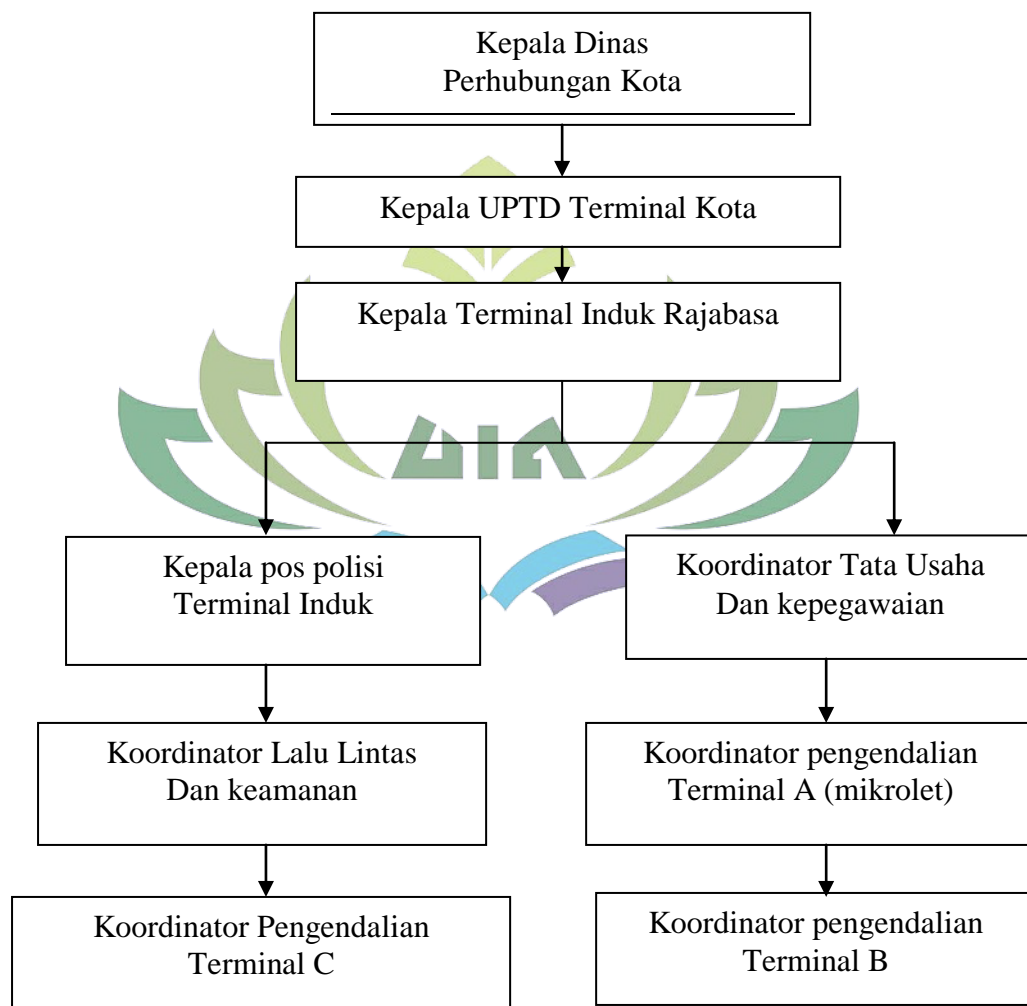 Kepala Dinas
Perhubungan Kota
Kepala UPTD Terminal Kota
Kepala Terminal Induk Rajabasa
UIN
Kepala pos polisi
Terminal Induk
Koordinator Tata Usaha
Dan kepegawaian
Koordinator Lalu Lintas
Dan keamanan
Koordinator pengendalian
Terminal A (mikrolet)
Koordinator Pengendalian
Terminal C
Koordinator pengendalian
Terminal B